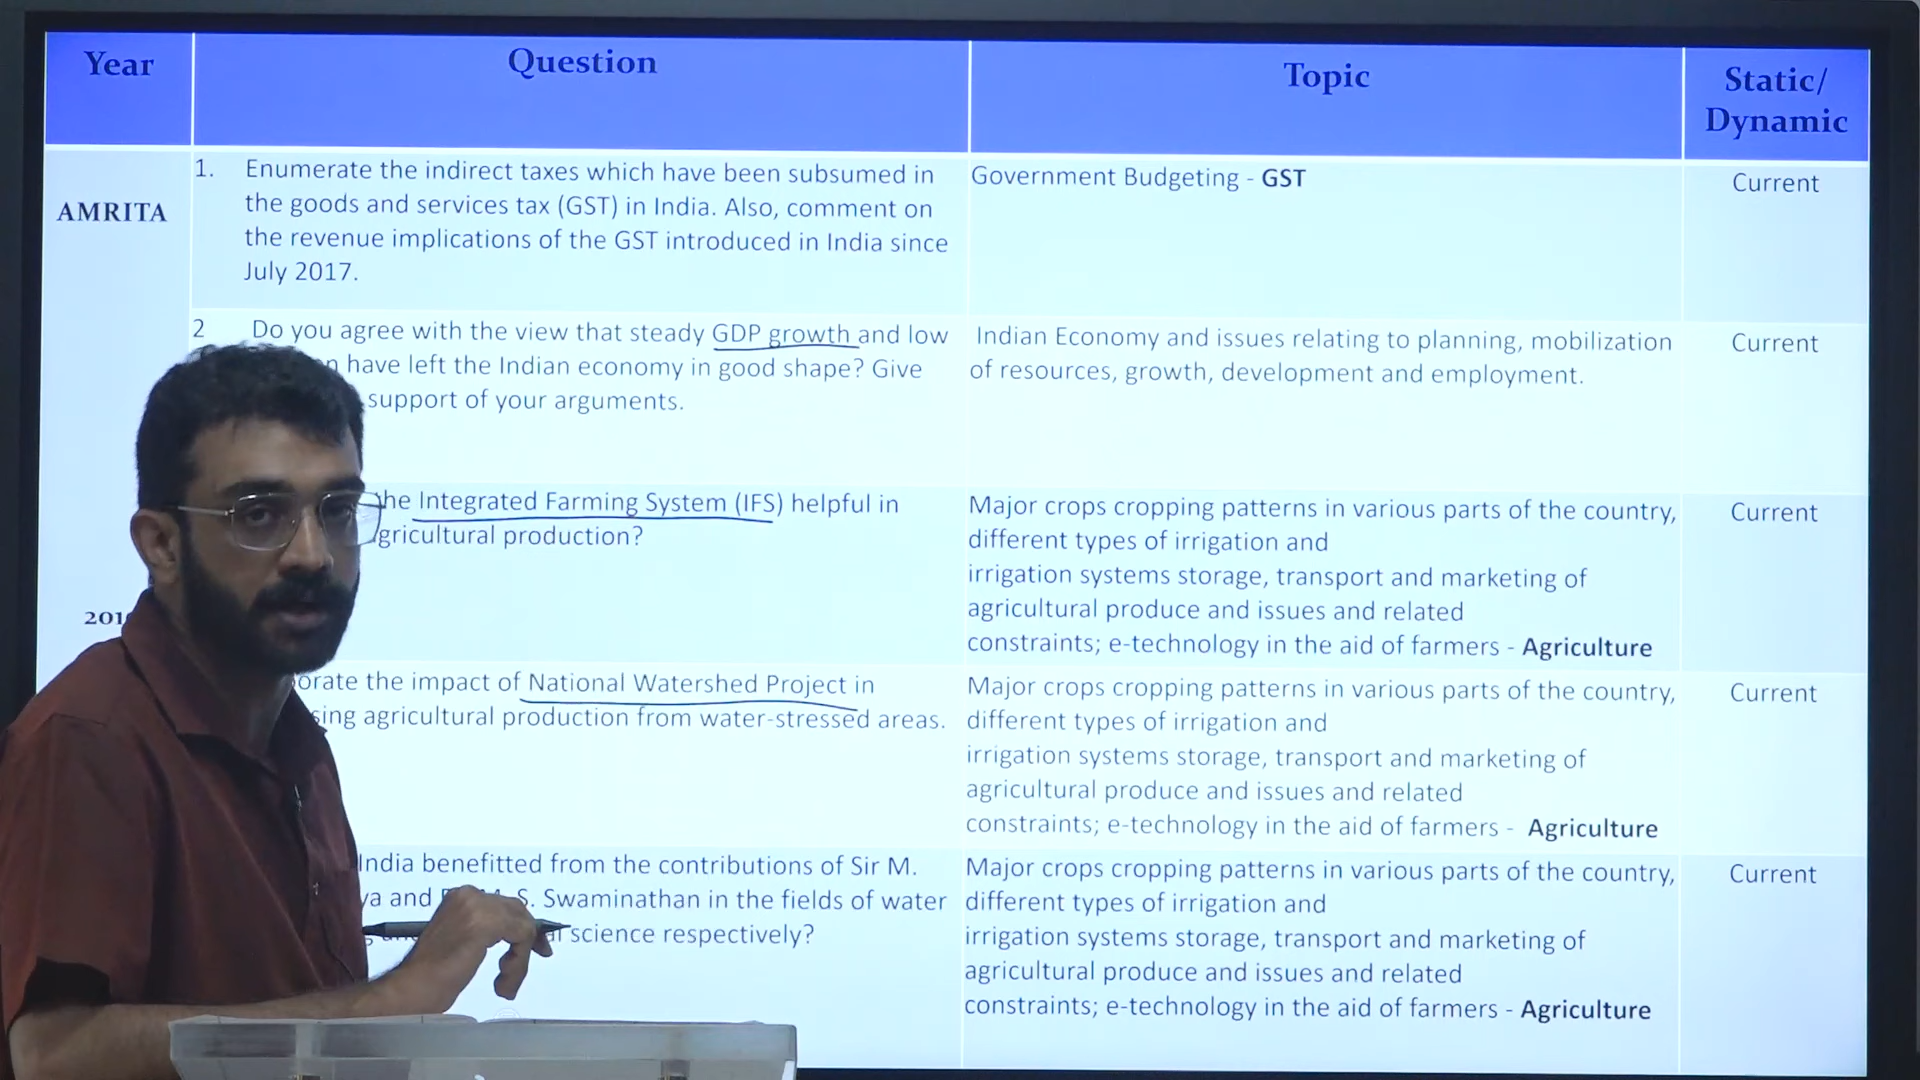 Year
Question
Topic
Static/
Dynamic
AMRITA
1. Enumerate the indirect taxes which have been subsumed in
the goods and services tax (GST) in India. Also, comment on
the revenue implications of the GST introduced in India since
July 2017.
Government Budgeting - GST
Current
2 Do you agree with the view that steady GDP growth and low
have left the Indian economy in good shape? Give
support of your arguments.
Indian Economy and issues relating to planning, mobilization
of resources, growth, development and employment.
Current
the Integrated Farming System (IFS) helpful in
agricultural production?
Major crops cropping patterns in various parts of the country,
different types of irrigation and
irrigation systems storage, transport and marketing of
agricultural produce and issues and related
constraints; e-technology in the aid of farmers - Agriculture
Current
the impact of National Watershed Project in
agricultural production from water-stressed areas.
Major crops cropping patterns in various parts of the country,
different types of irrigation and
irrigation systems storage, transport and marketing of
agricultural produce and issues and related
constraints; e-technology in the aid of farmers - Agriculture
Current
India benefitted from the contributions of Sir M.
and S. Swaminathan in the fields of water
science respectively?
Major crops cropping patterns in various parts of the country,
different types of irrigation and
irrigation systems storage, transport and marketing of
agricultural produce and issues and related
constraints; e-technology in the aid of farmers - Agriculture
Current